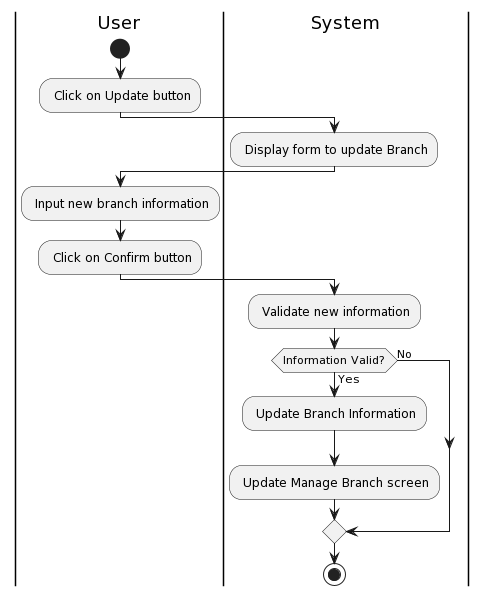 User
System
Click on Update button
Display form to update Branch
Input new branch information
Click on Confirm button
Validate new information
Information Valid?
No
Yes
Update Branch Information
Update Manage Branch screen